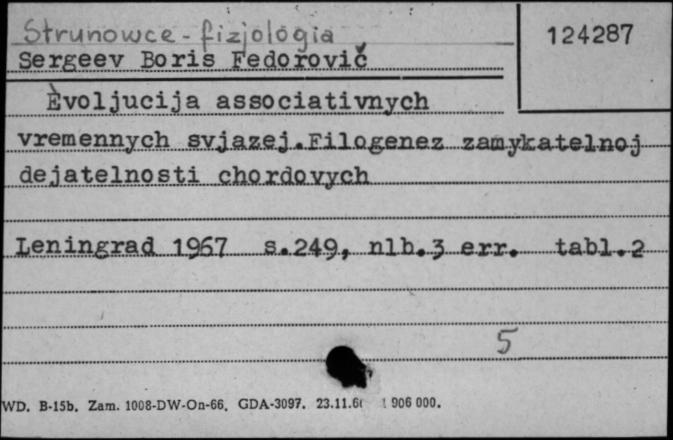 Strunowce - fizjologia
124287
Sergeev Boris Fedorovič
Èvoljucija associativnych
vremennych svjazej.Filogenez zamykatelnoj
dejatelnosti chordovych
Leningrad 1967 s.249, nlb.3 err. tabl.2
5
WD. B-15b. Zam. 1008-DW-On-66. GDA-3097. 23.11.6 1 906 000.